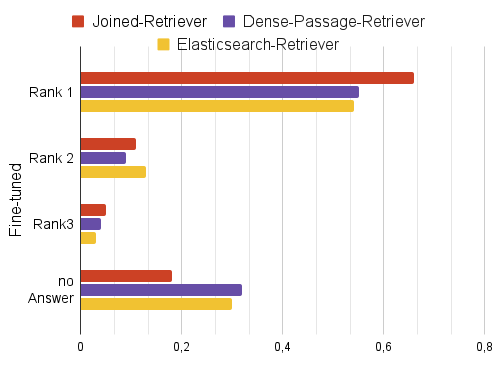 Joined-Retriever Dense-Passage-Retriever
Elasticsearch-Retriever
Fine-tuned
Rank 1
Rank 2
Rank3
no
Answer
0 0,2 0,4 0,6 0,8